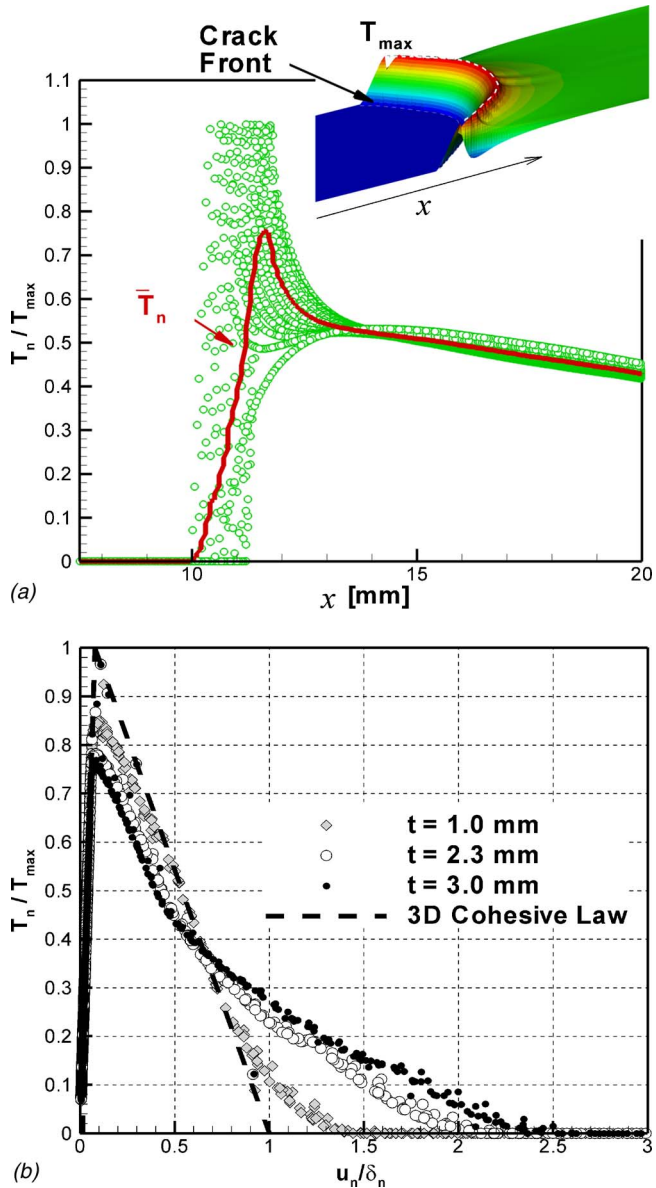 Crack
Front
T_max
x
1.1
1
0.9
0.8
0.7
0.6
0.5
0.4
0.3
0.2
0.1
0
T_n / T_max
T̄_n
10
15
20
x [mm]
(a)
1
0.9
0.8
0.7
0.6
0.5
0.4
0.3
0.2
0.1
0
T_n / T_max
t = 1.0 mm
t = 2.3 mm
t = 3.0 mm
3D Cohesive Law
0
0.5
1
1.5
2
2.5
3
u_n/δ_n
(b)